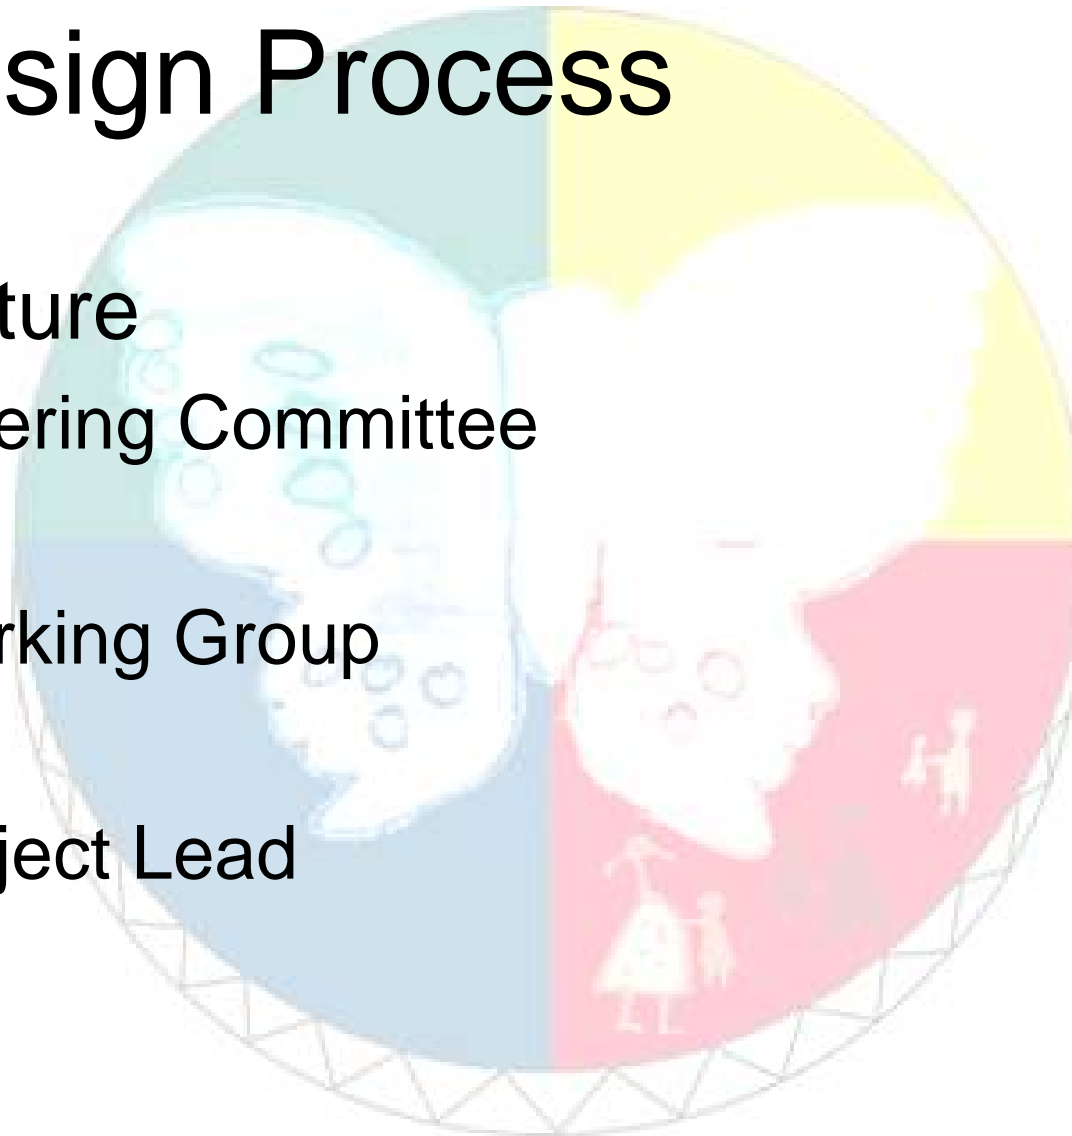 sign Process
ture
ering Committee
rking Group
ject Lead